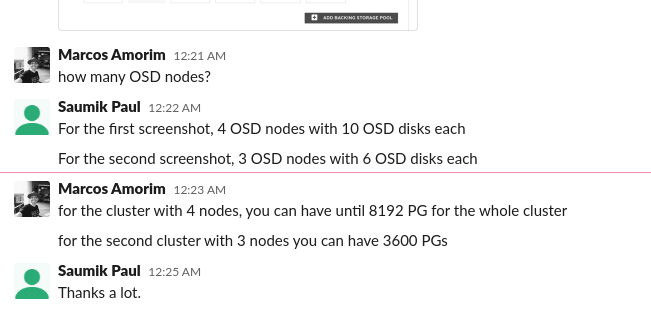 ADD BACKING STORAGE POOL
Marcos Amorim 12:21 AM
how many OSD nodes?
Saumik Paul 12:22 AM
For the first screenshot, 4 OSD nodes with 10 OSD disks each
For the second screenshot, 3 OSD nodes with 6 OSD disks each
Marcos Amorim 12:23 AM
for the cluster with 4 nodes, you can have until 8192 PG for the whole cluster
for the second cluster with 3 nodes you can have 3600 PGs
Saumik Paul 12:25 AM
Thanks a lot.